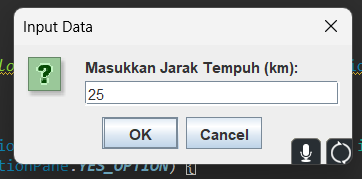 Input Data
Masukkan Jarak Tempuh (km):
25
OK
Cancel
tionPane.YES_OPTION) {